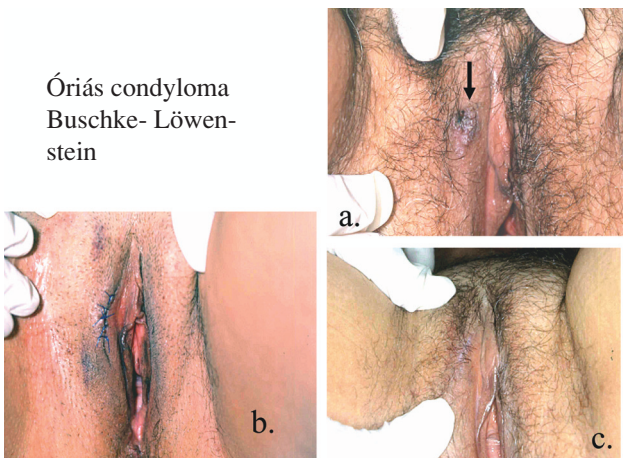 Óriás condyloma
Buschke- Löwen-
stein
a.
b.
c.